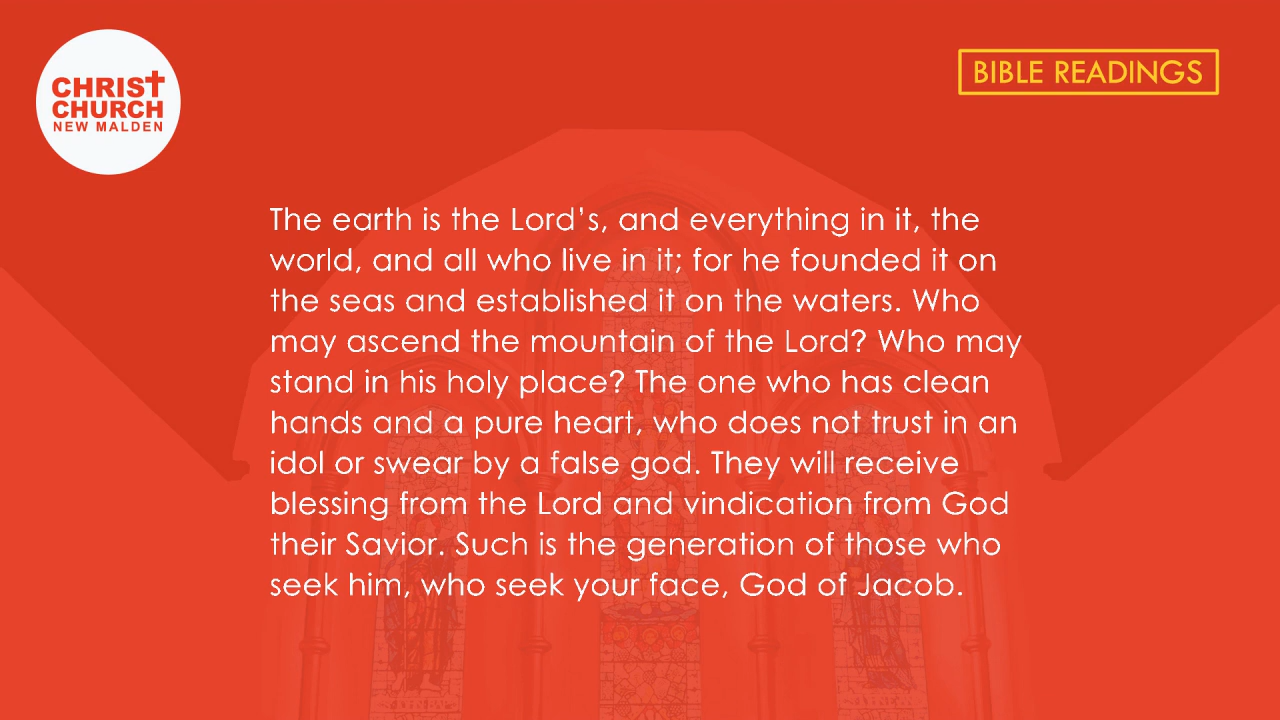 CHRIST
CHURCH
NEW MALDEN
BIBLE READINGS
The earth is the Lord’s, and everything in it, the
world, and all who live in it; for he founded it on
the seas and established it on the waters. Who
may ascend the mountain of the Lord? Who may
stand in his holy place? The one who has clean
hands and a pure heart, who does not trust in an
idol or swear by a false god. They will receive
blessing from the Lord and vindication from God
their Savior. Such is the generation of those who
seek him, who seek your face, God of Jacob.